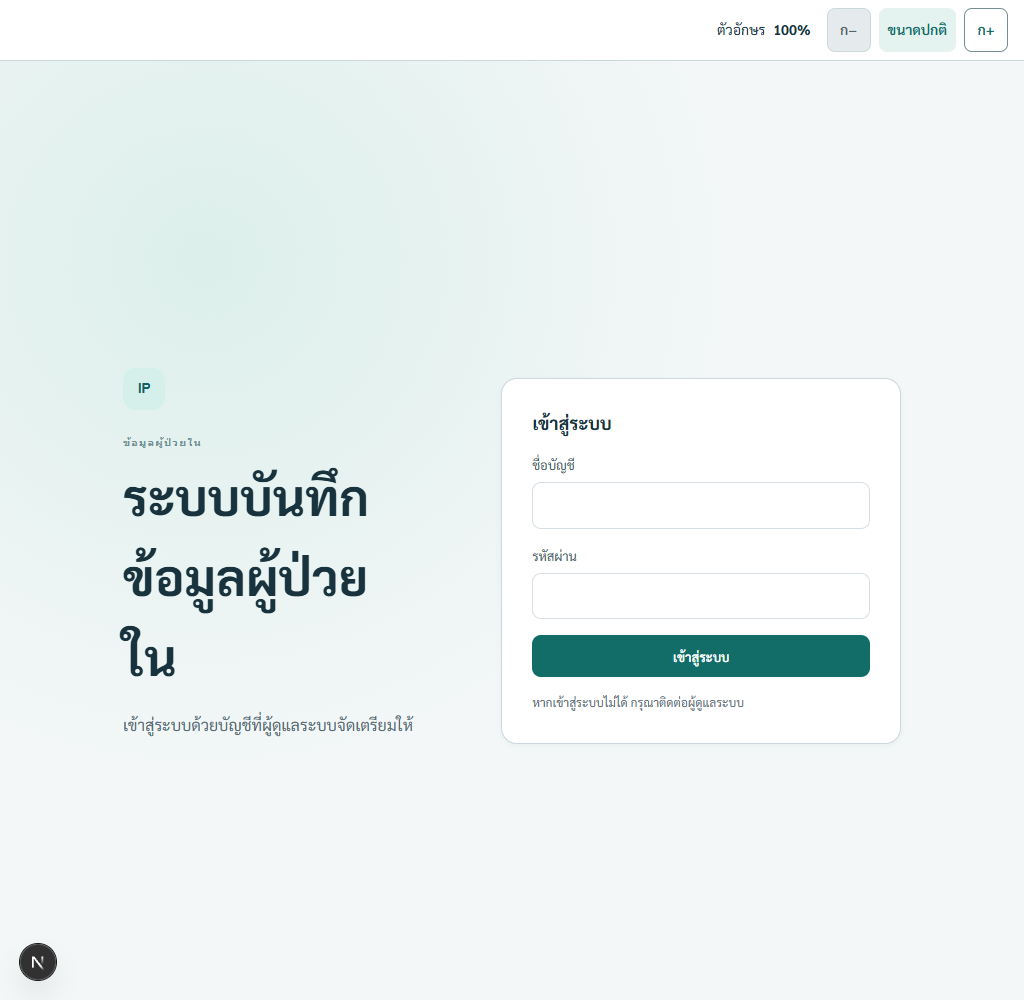 ตัวอักษร 100% ก− ขนาดปกติ ก+
IP
ข้อมูลผู้ป่วยใน
ระบบบันทึก
ข้อมูลผู้ป่วย
ใน
เข้าสู่ระบบด้วยบัญชีที่ผู้ดูแลระบบจัดเตรียมให้
เข้าสู่ระบบ
ชื่อบัญชี
รหัสผ่าน
เข้าสู่ระบบ
หากเข้าสู่ระบบไม่ได้ กรุณาติดต่อผู้ดูแลระบบ
N